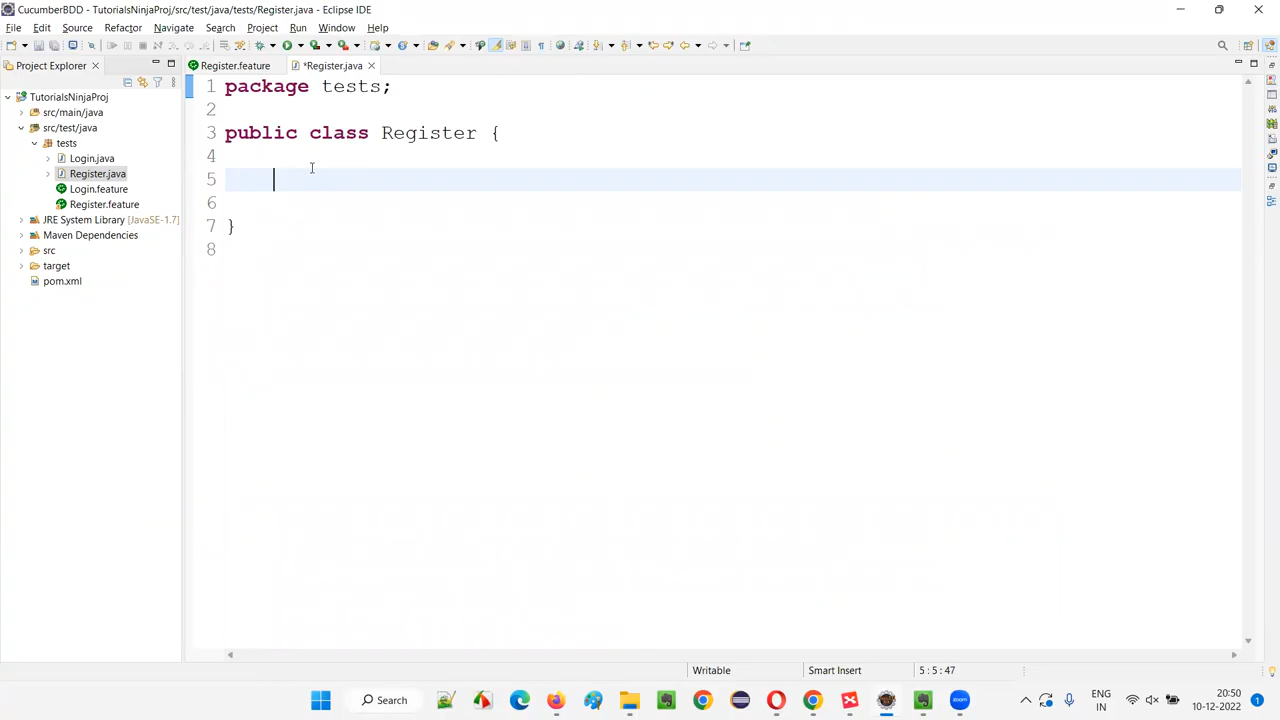 CucumberBDD - TutorialsNinjaProj/src/test/java/tests/Register.java - Eclipse IDE
File Edit Source Refactor Navigate Search Project Run Window Help
Project Explorer
Register.feature
*Register.java
TutorialsNinjaProj
src/main/java
src/test/java
tests
Login.java
Register.java
Login.feature
Register.feature
JRE System Library [JavaSE-1.7]
Maven Dependencies
src
target
pom.xml
1 package tests;
2
3 public class Register {
4
5
6
7 }
8
Writable
Smart Insert
5 : 5 : 47
Search
zoom
ENG
IN
20:50
10-12-2022
1